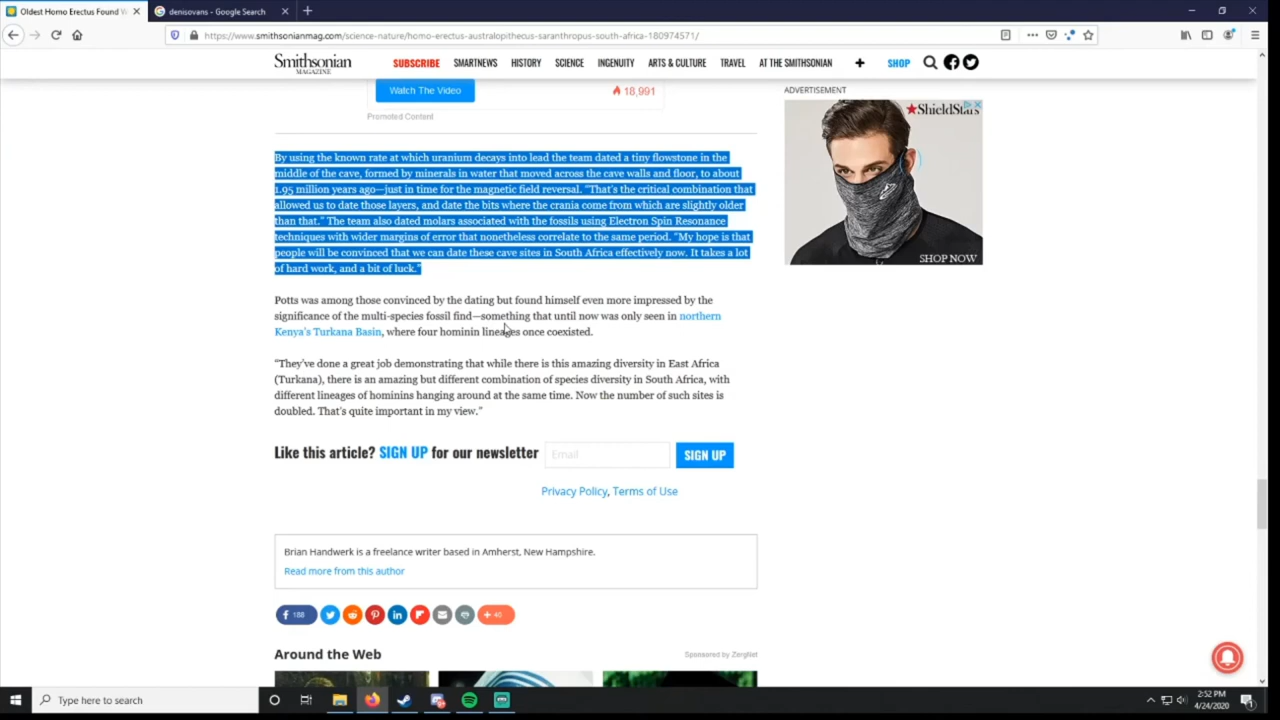 Oldest Homo Erectus Found
denisovans - Google Search
https://www.smithsonianmag.com/science-nature/homo-erectus-australopithecus-saranthropus-south-africa-180974571/
Smithsonian
MAGAZINE
SUBSCRIBE SMARTNEWS HISTORY SCIENCE INGENUITY ARTS & CULTURE TRAVEL AT THE SMITHSONIAN SHOP
Watch The Video
18,991
Promoted Content
ADVERTISEMENT
ShieldStars
SHOP NOW
By using the known rate at which uranium decays into lead the team dated a tiny flowstone in the
middle of the cave, formed by minerals in water that moved across the cave walls and floor, to about
1.95 million years ago—just in time for the magnetic field reversal. “That’s the critical combination that
allowed us to date those layers, and date the bits where the crania come from which are slightly older
than that.” The team also dated molars associated with the fossils using Electron Spin Resonance
techniques with wider margins of error that nonetheless correlate to the same period. “My hope is that
people will be convinced that we can date these cave sites in South Africa effectively now. It takes a lot
of hard work, and a bit of luck.”
Potts was among those convinced by the dating but found himself even more impressed by the
significance of the multi-species fossil find—something that until now was only seen in northern
Kenya’s Turkana Basin, where four hominin lineages once coexisted.
“They’ve done a great job demonstrating that while there is this amazing diversity in East Africa
(Turkana), there is an amazing but different combination of species diversity in South Africa, with
different lineages of hominins hanging around at the same time. Now the number of such sites is
doubled. That’s quite important in my view.”
Like this article? SIGN UP for our newsletter
Email
SIGN UP
Privacy Policy, Terms of Use
Brian Handwerk is a freelance writer based in Amherst, New Hampshire.
Read more from this author
188
40
Around the Web
Sponsored by ZergNet
Type here to search
2:52 PM
4/24/2020